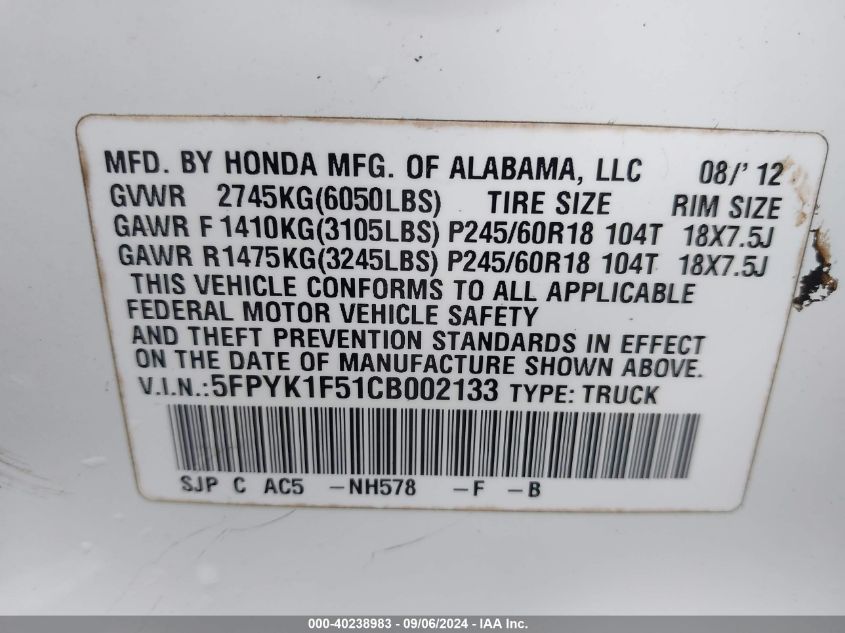 MFD. BY HONDA MFG. OF ALABAMA, LLC 08/' 12
GVWR 2745KG(6050LBS) TIRE SIZE RIM SIZE
GAWR F 1410KG(3105LBS) P245/60R18 104T 18X7.5J
GAWR R1475KG(3245LBS) P245/60R18 104T 18X7.5J
THIS VEHICLE CONFORMS TO ALL APPLICABLE
FEDERAL MOTOR VEHICLE SAFETY
AND THEFT PREVENTION STANDARDS IN EFFECT
ON THE DATE OF MANUFACTURE SHOWN ABOVE.
V.I.N.:5FPYK1F51CB002133 TYPE: TRUCK
SJP C AC5 -NH578 -F -B
000-40238983 - 09/06/2024 - IAA Inc.